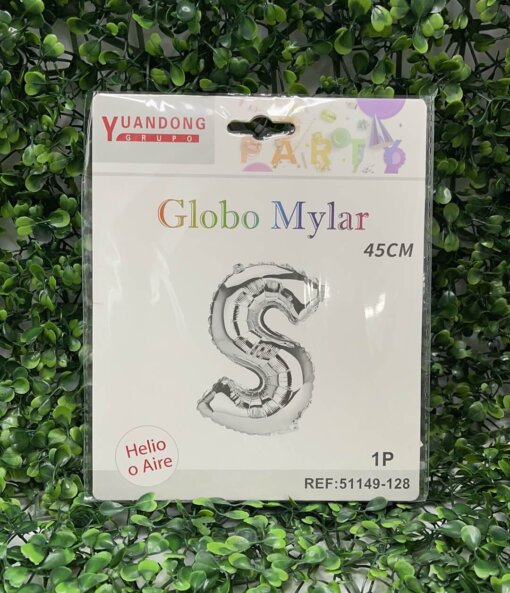 YUANDONG
GRUPO
PARTY
Globo Mylar
45CM
S
Helio
o Aire
1P
REF:51149-128